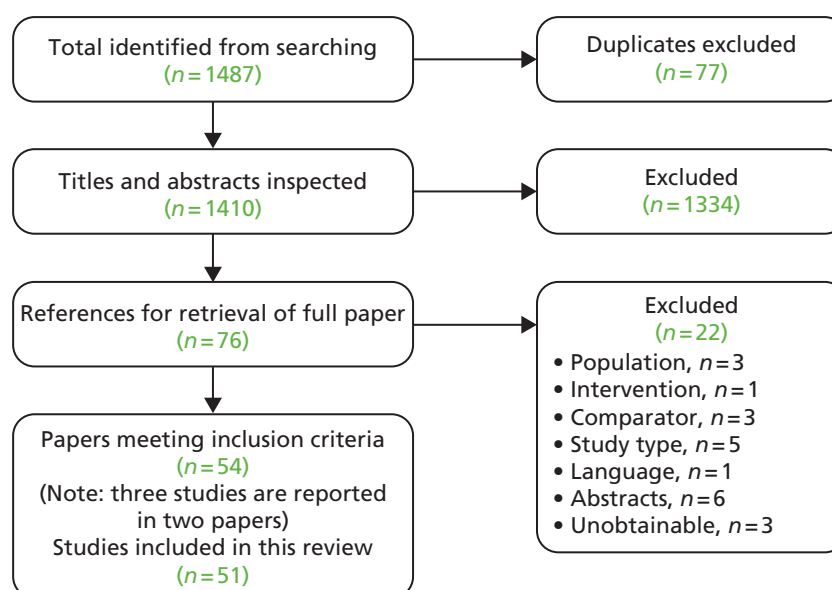 Total identified from searching
(n=1487)
Duplicates excluded
(n=77)
Titles and abstracts inspected
(n=1410)
Excluded
(n=1334)
References for retrieval of full paper
(n=76)
Excluded
(n=22)
• Population, n=3
• Intervention, n=1
• Comparator, n=3
• Study type, n=5
• Language, n=1
• Abstracts, n=6
• Unobtainable, n=3
Papers meeting inclusion criteria
(n=54)
(Note: three studies are reported
in two papers)
Studies included in this review
(n=51)